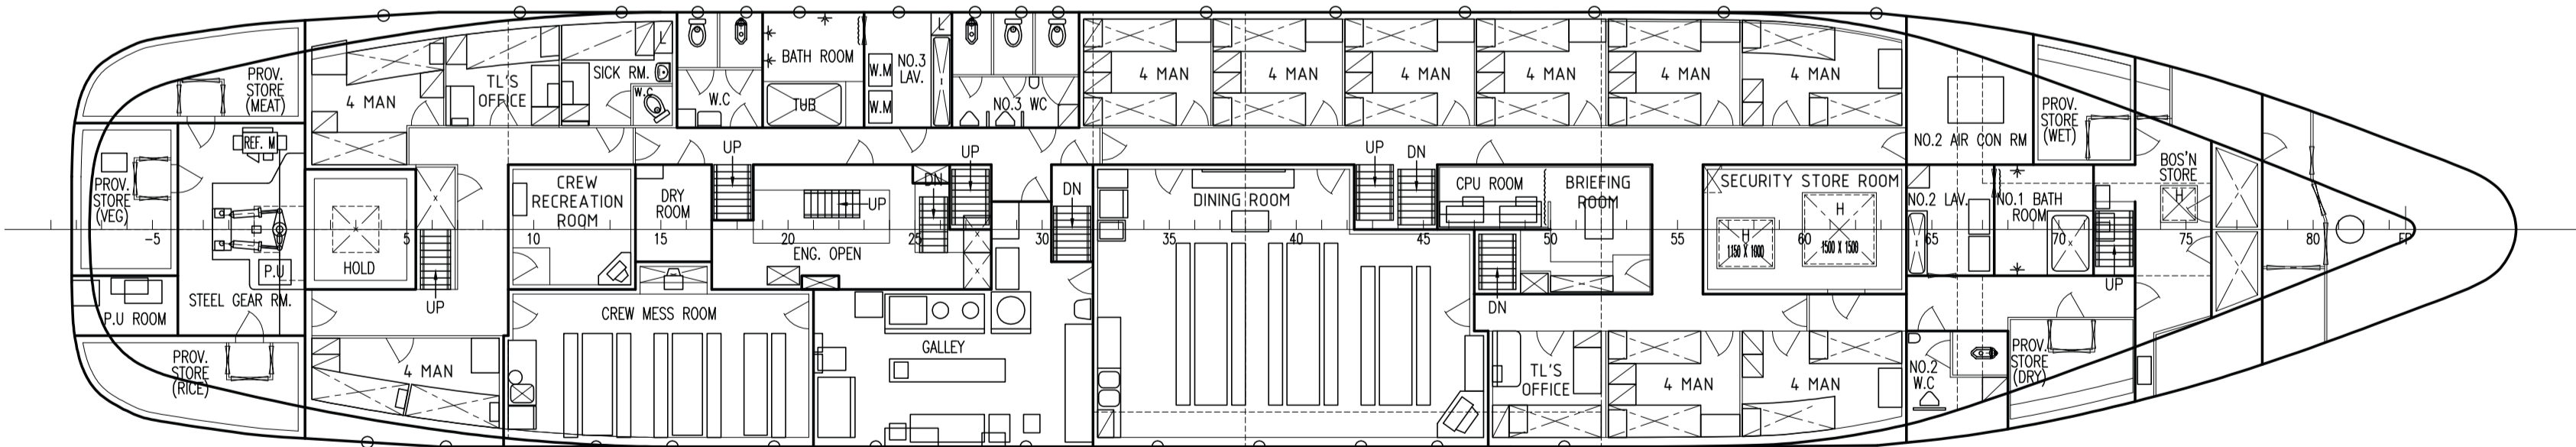 PROV.
STORE
(MEAT)
4 MAN
TL'S
OFFICE
SICK RM.
L
W.C
W.C
BATH ROOM
TUB
W.M
W.M
NO.3
LAV.
L
NO.3 WC
4 MAN
4 MAN
4 MAN
4 MAN
4 MAN
4 MAN
NO.2 AIR CON RM
PROV.
STORE
(WET)
REF. M
PROV.
STORE
(VEG)
HOLD
P.U
STEEL GEAR RM.
P.U ROOM
UP
CREW
RECREATION
ROOM
DRY
ROOM
UP
UP
ENG. OPEN
DN
UP
DN
DINING ROOM
UP
DN
CPU ROOM
BRIEFING
ROOM
DN
SECURITY STORE ROOM
H
1150 X 1600
H
1500 X 1500
NO.2 LAV.
NO.1 BATH
ROOM
UP
BOS'N
STORE
H
-5
5
10
15
20
25
30
35
40
45
50
55
60
65
70
75
80
FP
PROV.
STORE
(RICE)
4 MAN
CREW MESS ROOM
GALLEY
TL'S
OFFICE
4 MAN
4 MAN
NO.2
W.C
PROV.
STORE
(DRY)